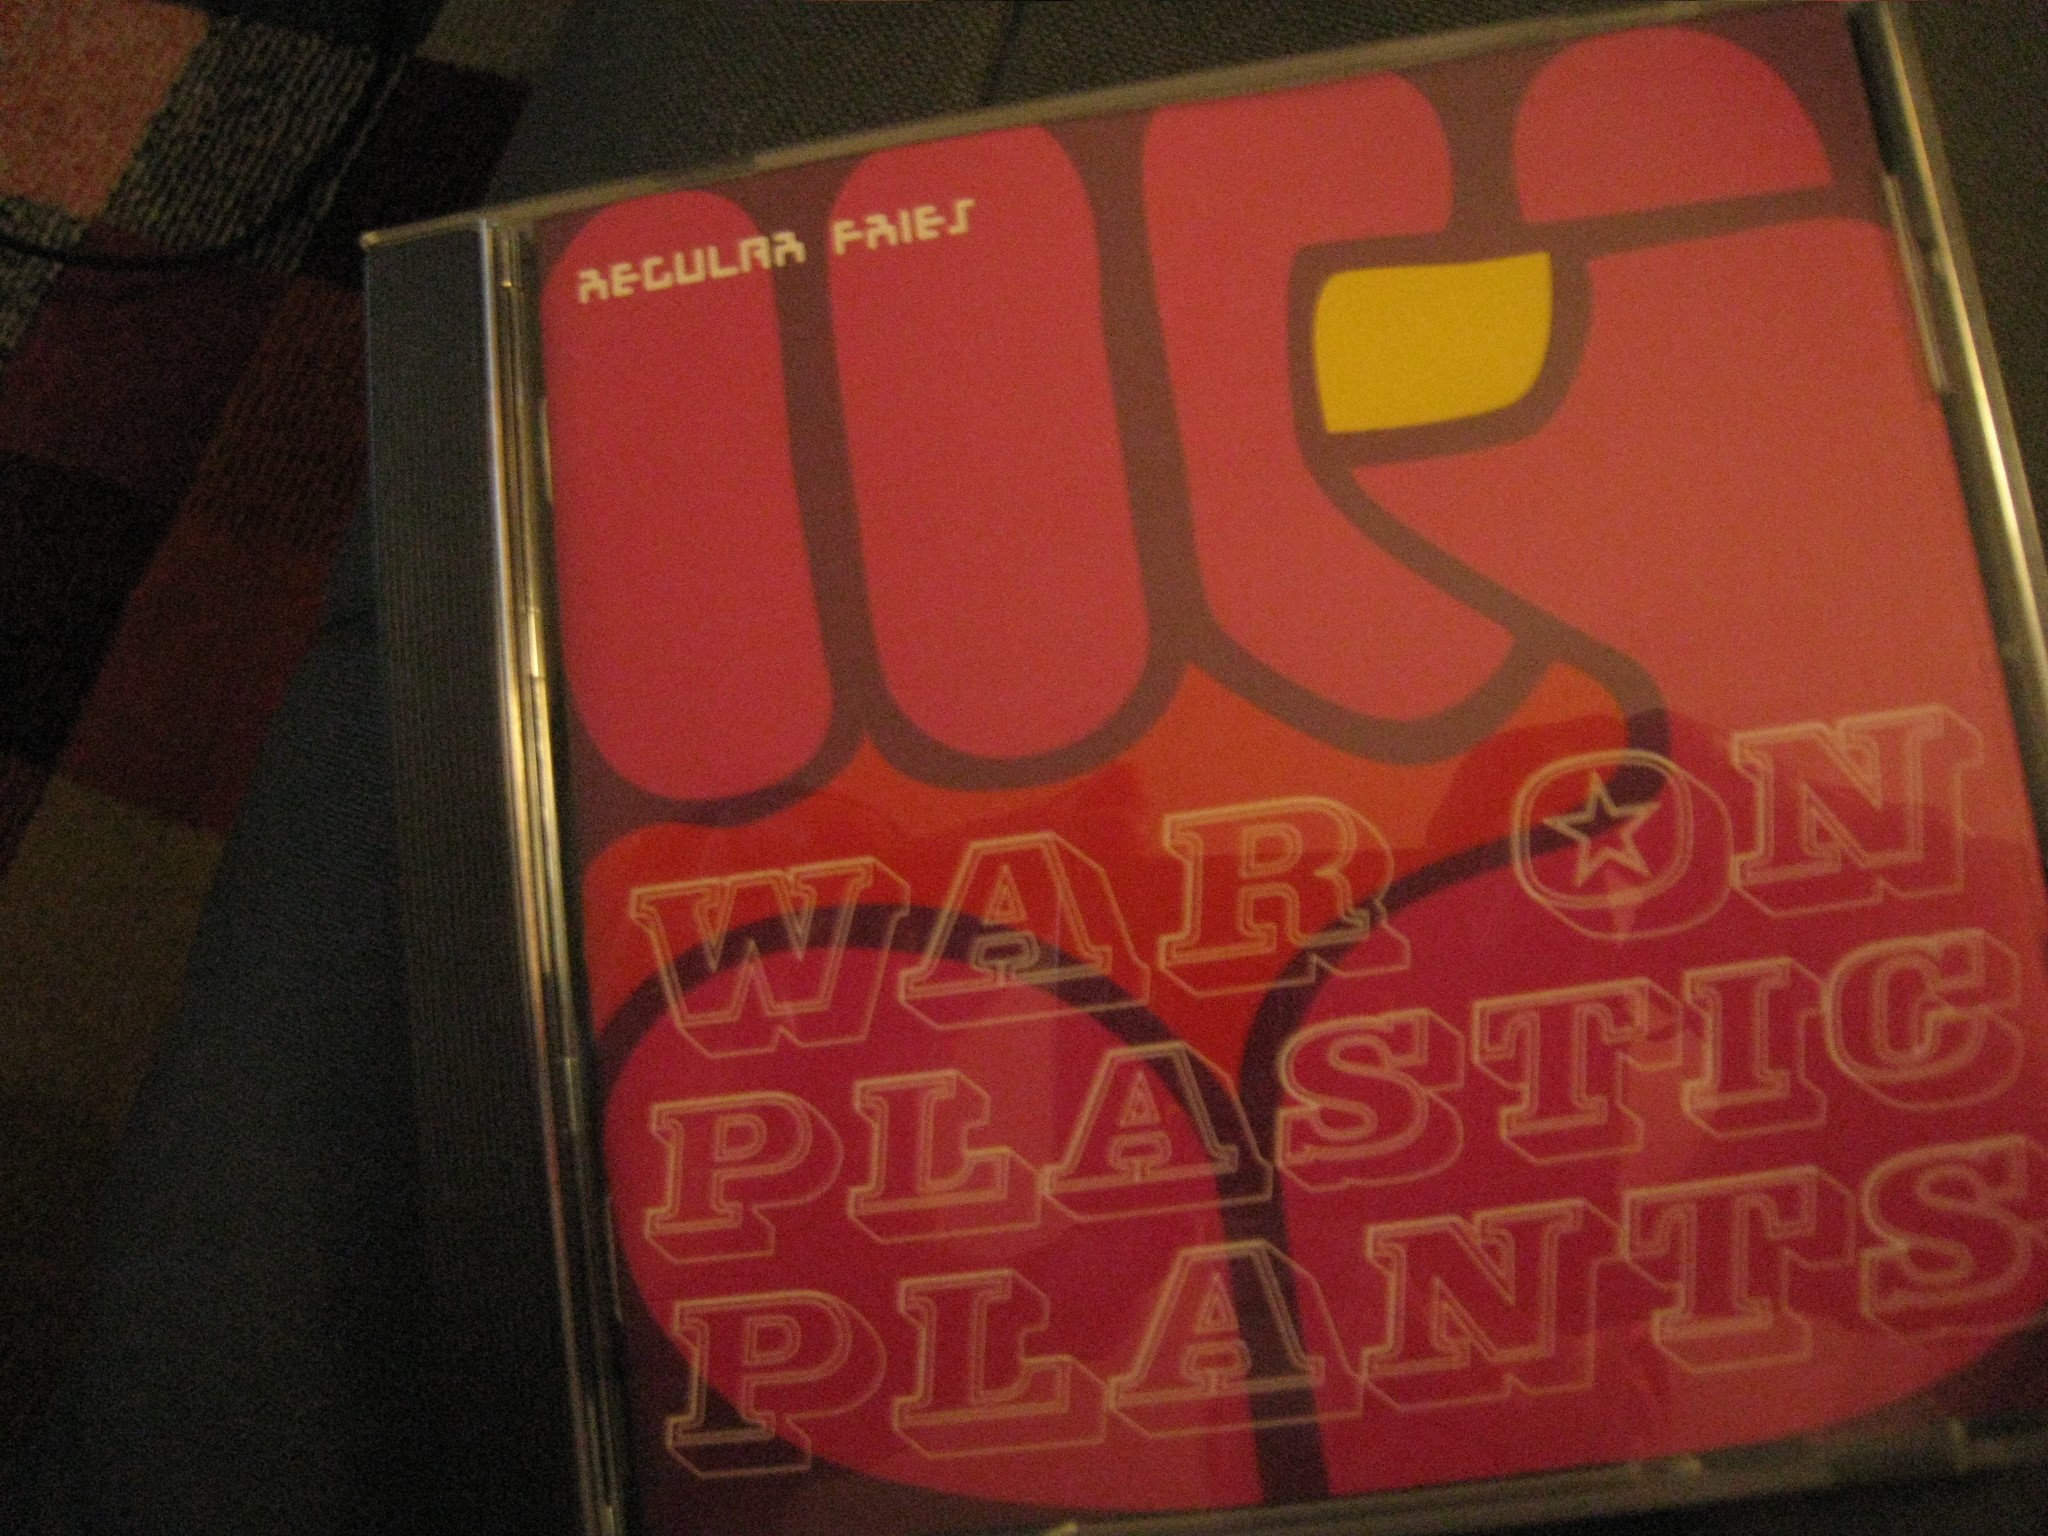 REGULAR FRIES
WAR ON
PLASTIC
PLANTS